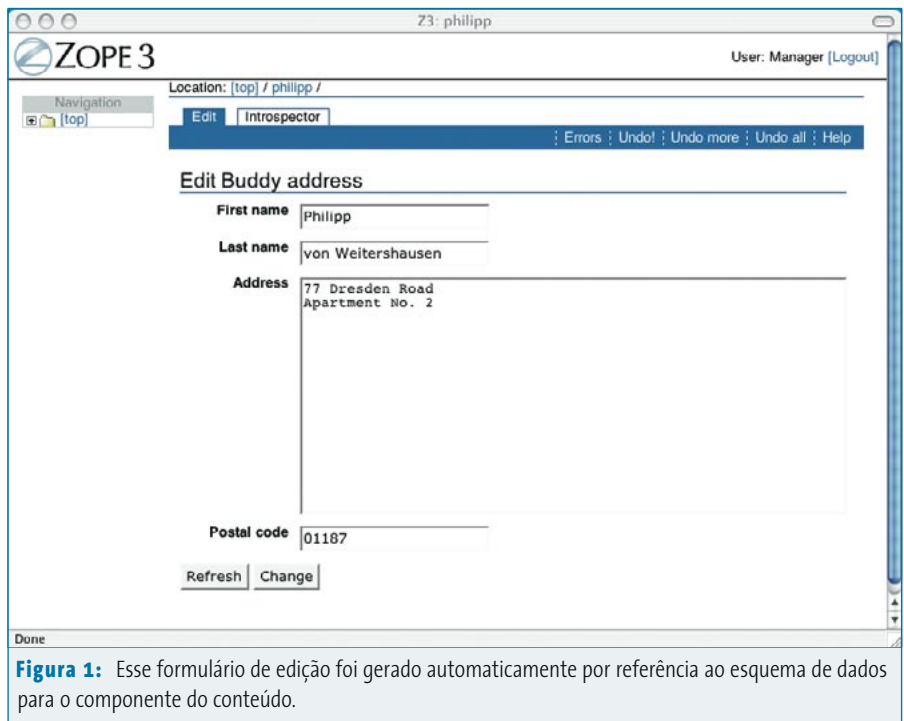 Z3: philipp
ZOPE 3
User: Manager [Logout]
Navigation
[top]
Location: [top] / philipp /
Edit Introspector
Errors Undo! Undo more Undo all Help
Edit Buddy address
First name Philipp
Last name von Weitershausen
Address 77 Dresden Road
Apartment No. 2
Postal code 01187
Refresh Change
Done
Figura 1: Esse formulário de edição foi gerado automaticamente por referência ao esquema de dados
para o componente do conteúdo.